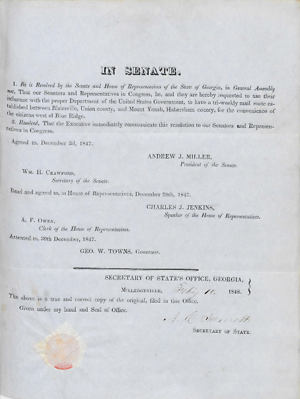 IN SENATE.
1. Be it Resolved by the Senate and House of Representatives of the State of Georgia, in General Assembly
met, That our Senators and Representatives in Congress, be, and they are hereby requested to use their
influence with the proper Department of the United States Government, to have a tri-weekly mail route es-
tablished between Blairsville, Union county, and Mount Yonah, Habersham county, for the convenience of
the citizens west of Blue Ridge.
2. Resolved, That the Executive immediately communicate this resolution to our Senators and Represen-
tatives in Congress.
Agreed to, December 2d, 1847.
ANDREW J. MILLER,
President of the Senate.
WM. H. CRAWFORD,
Secretary of the Senate.
Read and agreed to, in House of Representatives, December 28th, 1847.
CHARLES J. JENKINS,
Speaker of the House of Representatives.
A. F. OWEN,
Clerk of the House of Representatives.
Assented to, 30th December, 1847.
GEO. W. TOWNS, Governor.
SECRETARY OF STATE'S OFFICE, GEORGIA,
MILLEDGEVILLE, 1848.
The above is a true and correct copy of the original, filed in this Office.
Given under my hand and Seal of Office.
SECRETARY OF STATE.